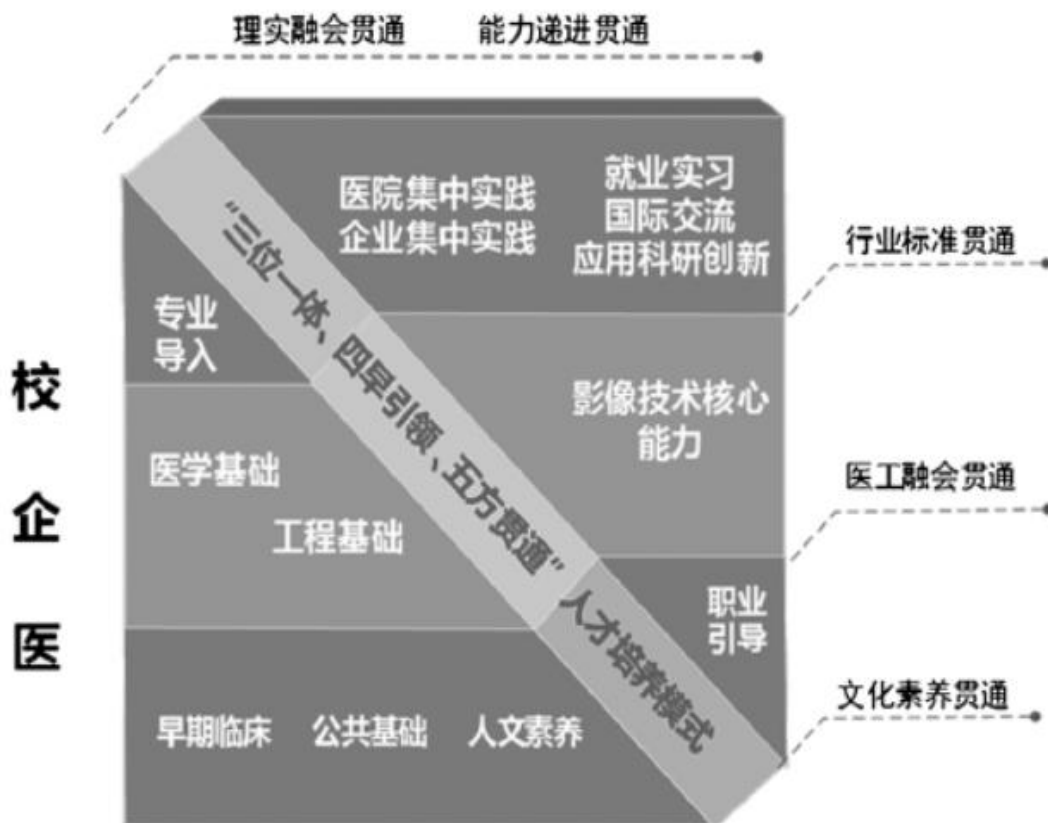 理实融会贯通 能力递进贯通
医院集中实践
企业集中实践
就业实习
国际交流
应用科研创新
行业标准贯通
专业
导入
“三位一体、四早引领、五方贯通”人才培养模式
影像技术核心
能力
校
企
医
医学基础
工程基础
医工融会贯通
职业
引导
文化素养贯通
早期临床 公共基础 人文素养